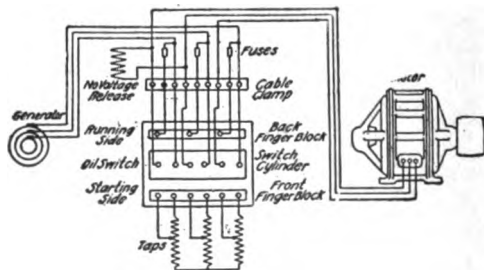 Fuses
No Voltage
Release
Cable
Clamp
Generator
Running
Side
Back
Finger Block
Oil Switch
Switch
Cylinder
Starting
Side
Front
Finger Block
Taps